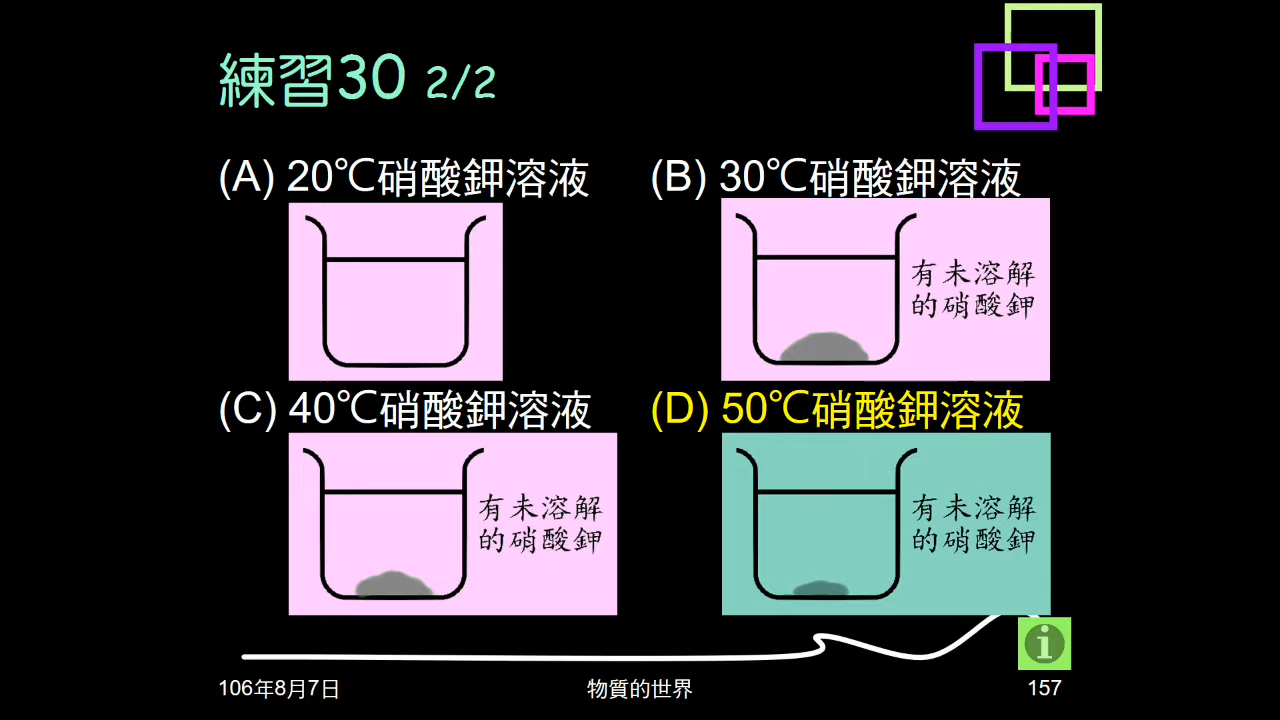 練習30 2/2
(A) 20℃硝酸鉀溶液
(B) 30℃硝酸鉀溶液
有未溶解
的硝酸鉀
(C) 40℃硝酸鉀溶液
有未溶解
的硝酸鉀
(D) 50℃硝酸鉀溶液
有未溶解
的硝酸鉀
i
106年8月7日
物質的世界
157